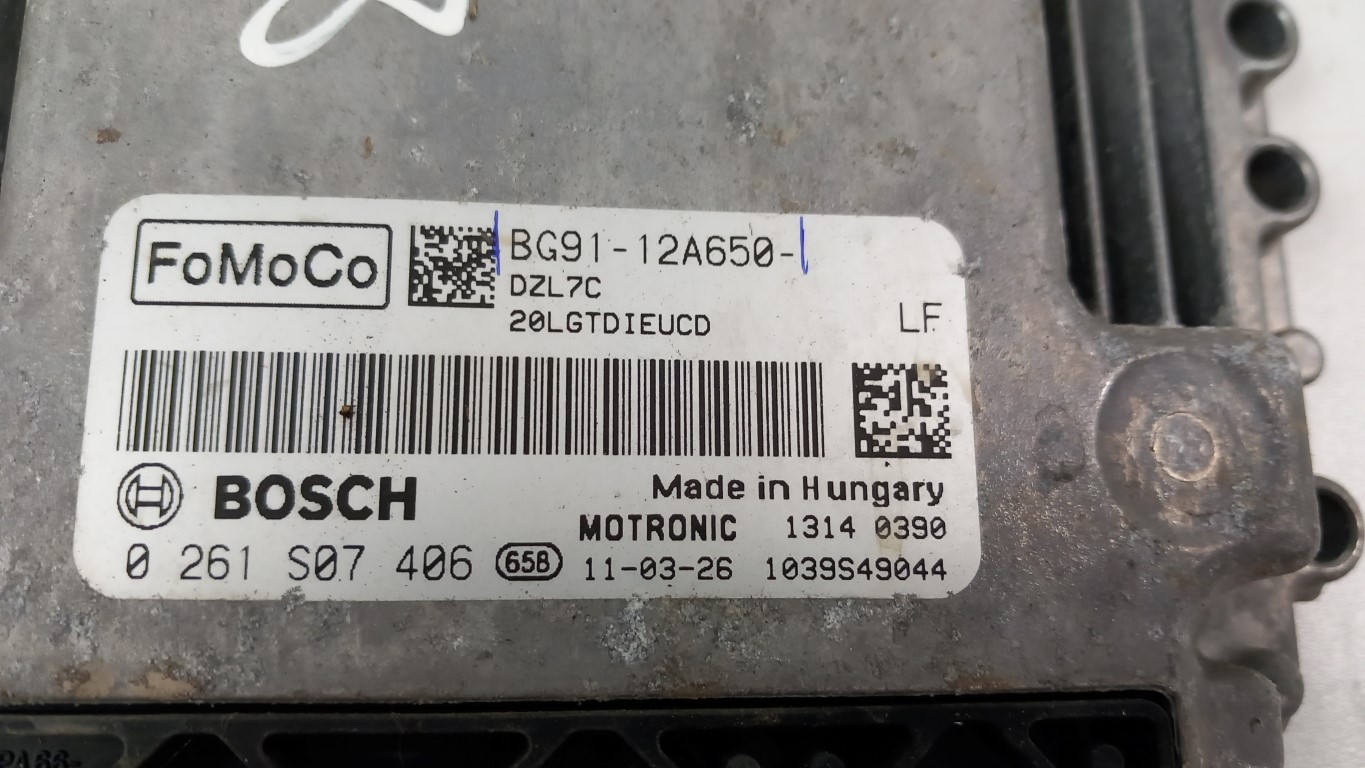 FoMoCo
BG91-12A650-
DZL7C
20LGTDIEUCD
LF
BOSCH
Made in Hungary
MOTRONIC 1314 0390
0 261 S07 406 65B 11-03-26 1039S49044